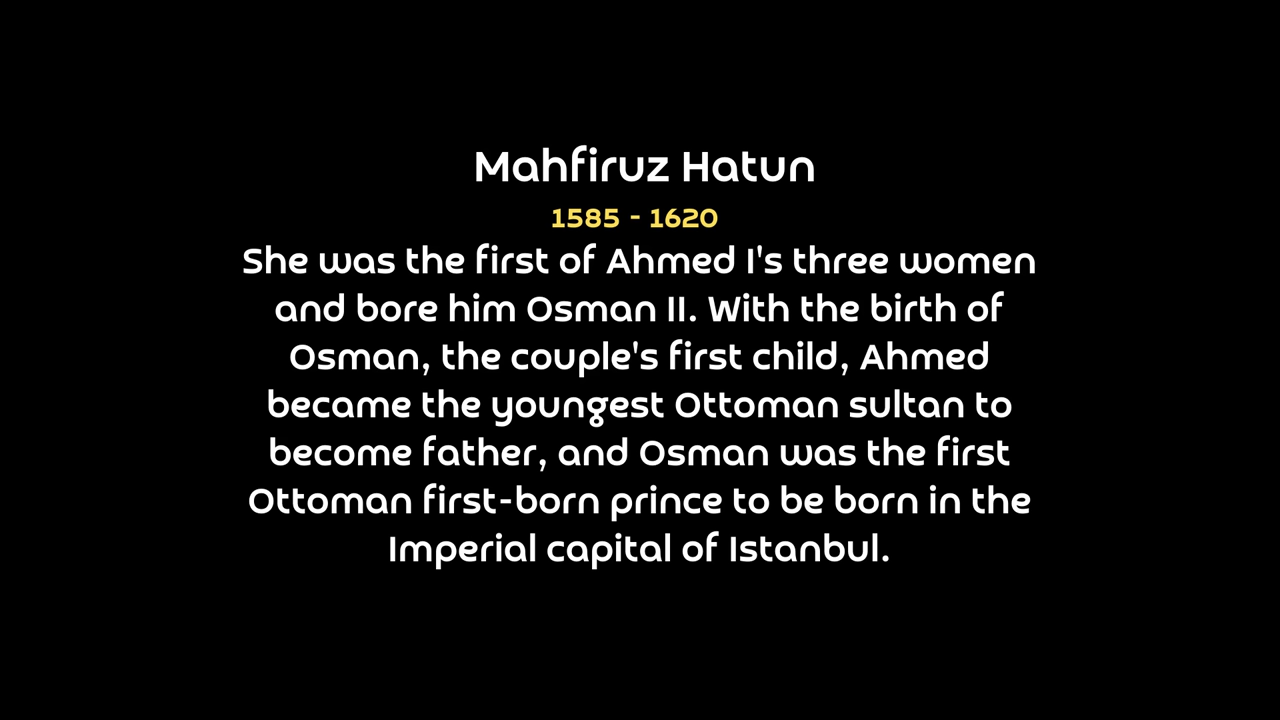 Mahfiruz Hatun
1585 - 1620
She was the first of Ahmed I's three women
and bore him Osman II. With the birth of
Osman, the couple's first child, Ahmed
became the youngest Ottoman sultan to
become father, and Osman was the first
Ottoman first-born prince to be born in the
Imperial capital of Istanbul.